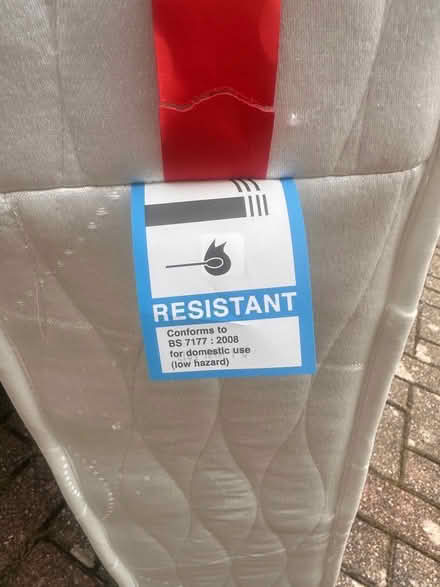 RESISTANT
Conforms to
BS 7177 : 2008
for domestic use
(low hazard)